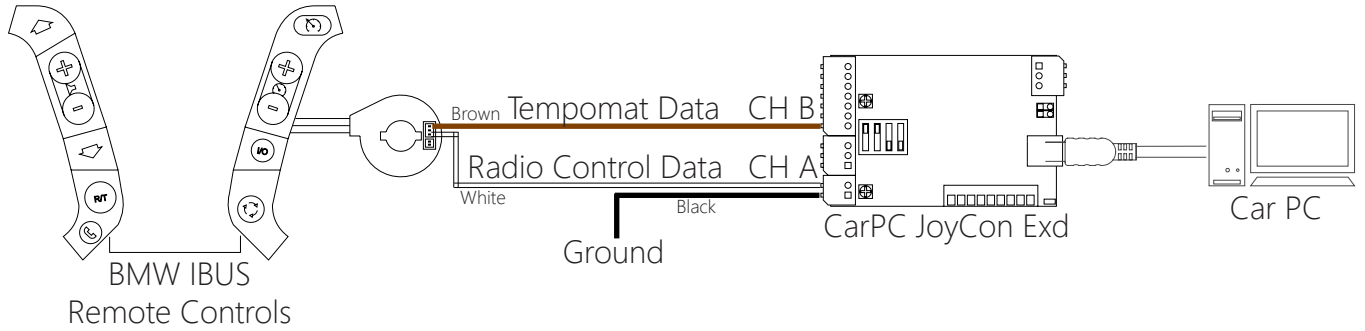 Brown
Tempomat Data
CH B
Radio Control Data
CH A
White
Black
Ground
CarPC JoyCon Exd
Car PC
I/O
R/T
BMW IBUS
Remote Controls